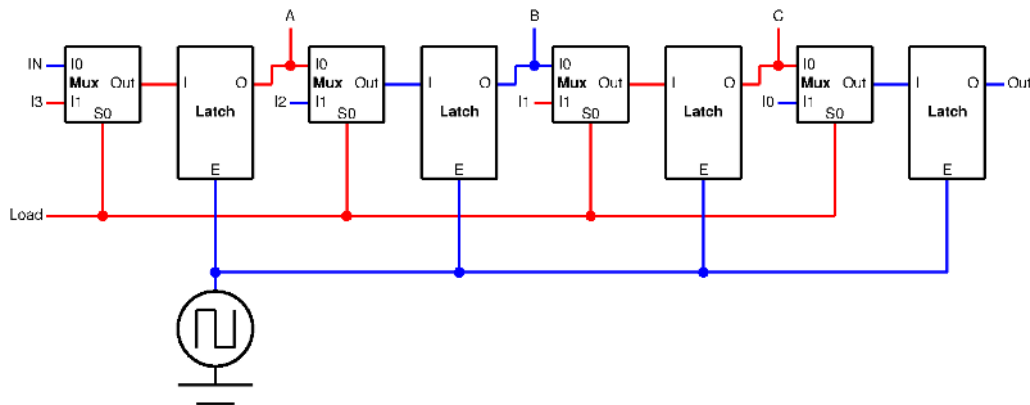 A B C
IN I0 Mux Out I1 S0 I O Latch E I0 Mux Out I1 S0 I O Latch E I0 Mux Out I1 S0 I O Latch E I0 Mux Out I1 S0 I O Latch E Out
I3 I2 I1 I0
Load